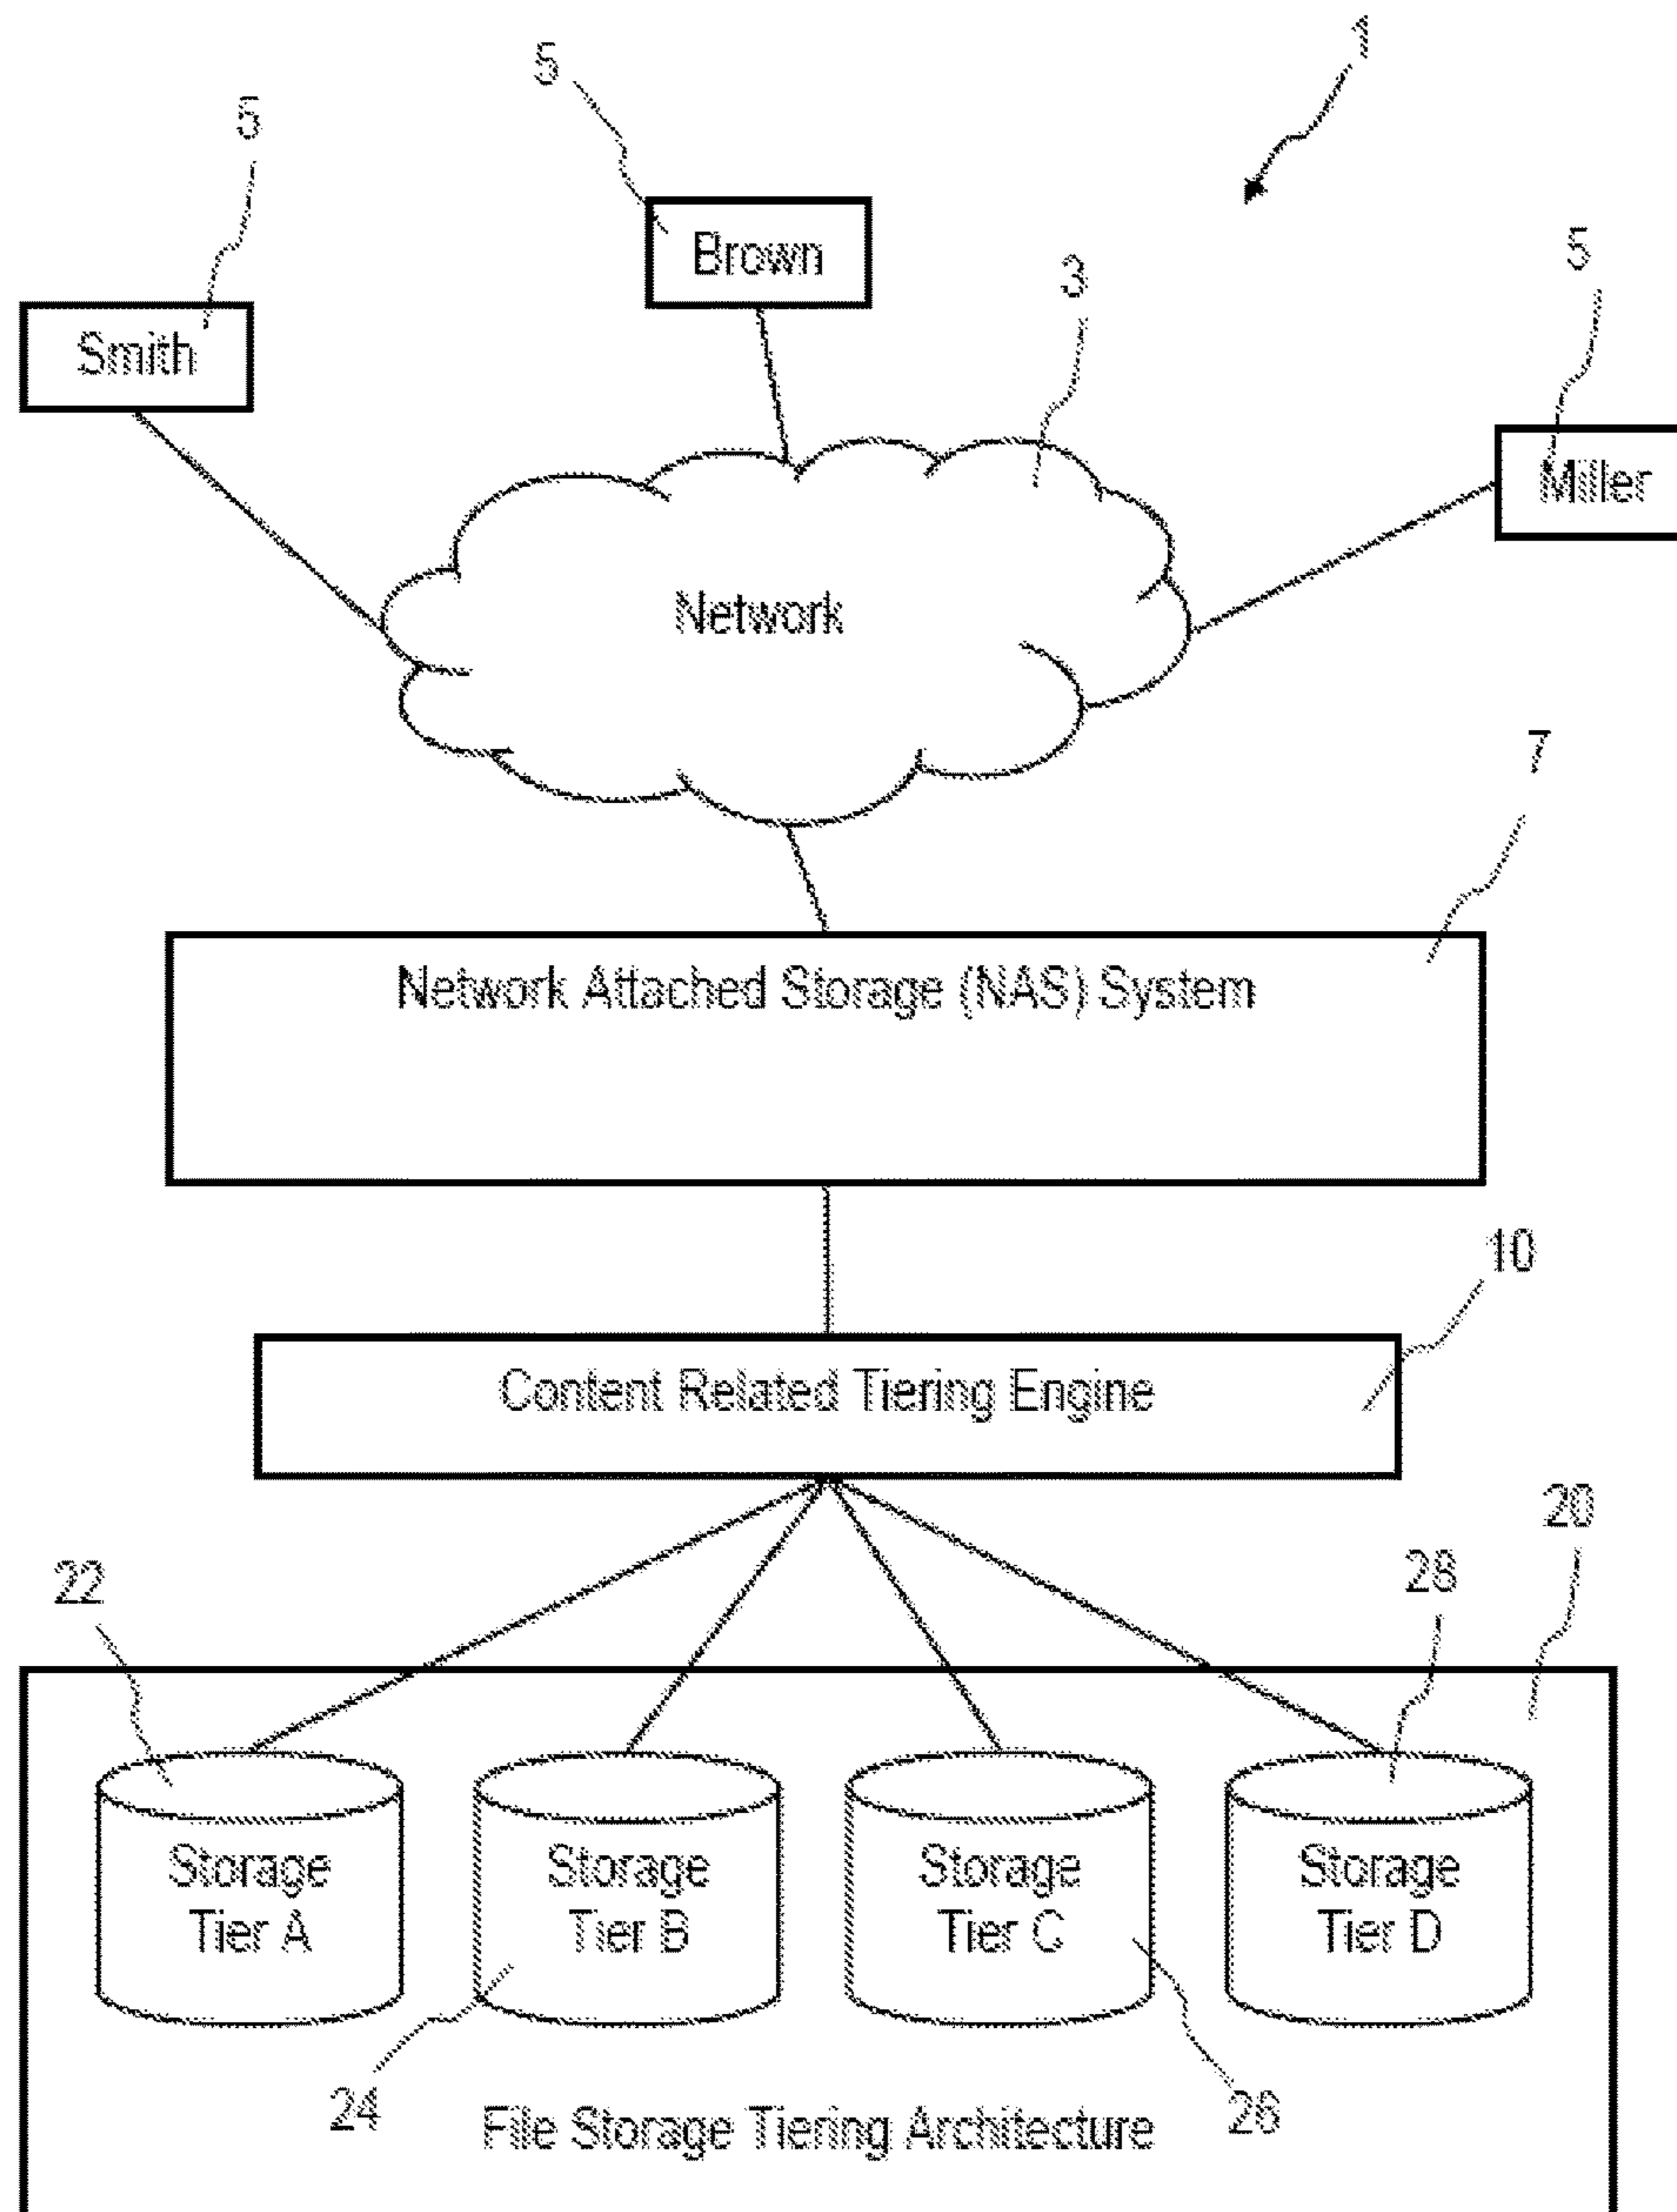 1
5
5
Brown
3
5
Smith
Miller
Network
7
Network Attached Storage (NAS) System
10
Content Related Tiering Engine
20
22
28
Storage
Tier A
Storage
Tier B
Storage
Tier C
Storage
Tier D
24
26
File Storage Tiering Architecture